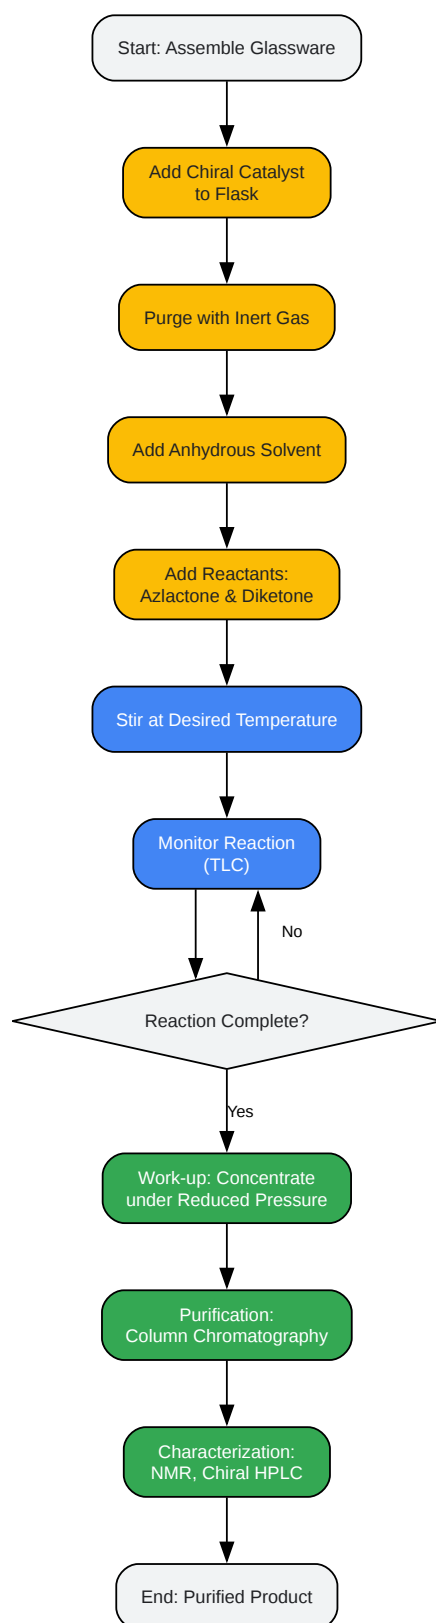 Start: Assemble Glassware
Add Chiral Catalyst
to Flask
Purge with Inert Gas
Add Anhydrous Solvent
Add Reactants:
Azlactone & Diketone
Stir at Desired Temperature
Monitor Reaction
(TLC)
No
Reaction Complete?
Yes
Work-up: Concentrate
under Reduced Pressure
Purification:
Column Chromatography
Characterization:
NMR, Chiral HPLC
End: Purified Product